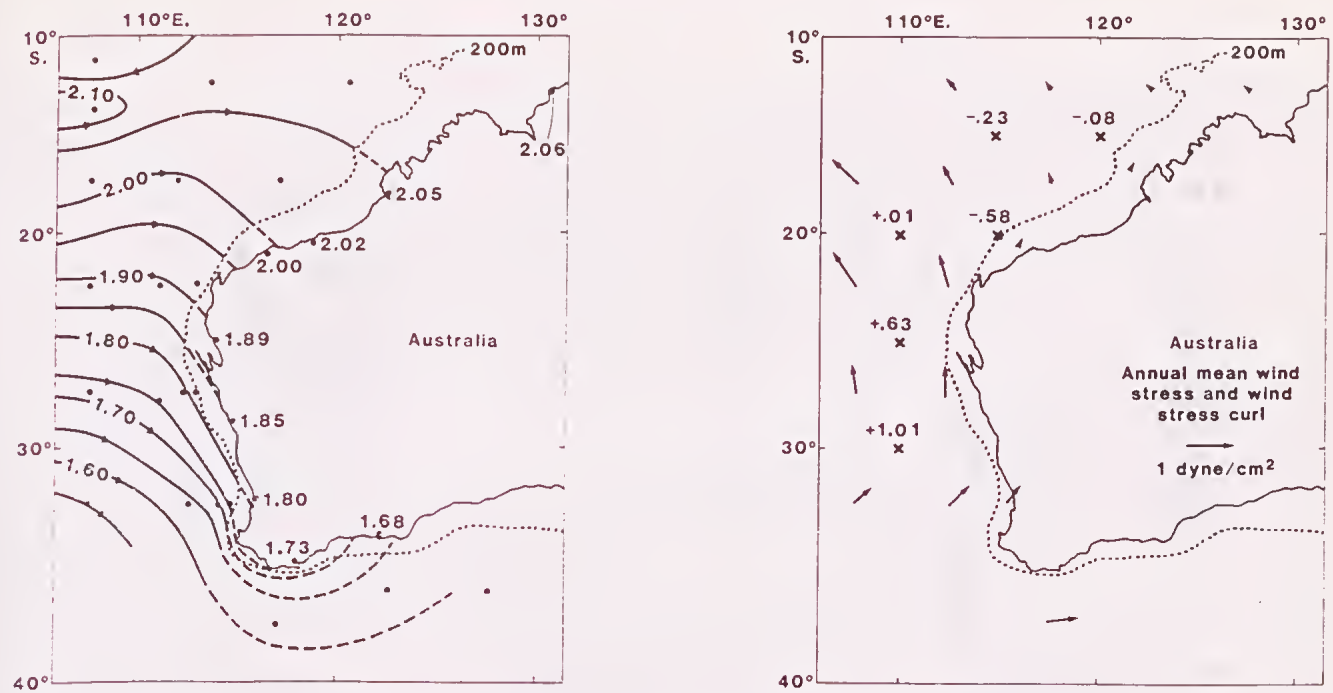 110°E.
120°
130°
10°
S.
200m
2.10
2.06
2.00
2.05
20°
2.02
2.00
1.90
1.89
1.80
Australia
1.70
1.85
30°
1.60
1.80
1.68
1.73
40°
110°E.
120°
130°
10°
S.
200m
-.23
-.08
+.01
-.58
20°
+.63
Australia
Annual mean wind
stress and wind
stress curl
+1.01
30°
1 dyne/cm²
40°